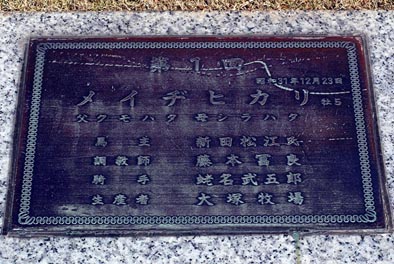 第1回
昭和31年12月23日
メイヂヒカリ 牡5
父クモハタ 母シラハタ
馬主 新田松江氏
調教師 藤本冨良
騎手 蛯名武五郎
生産者 大塚牧場